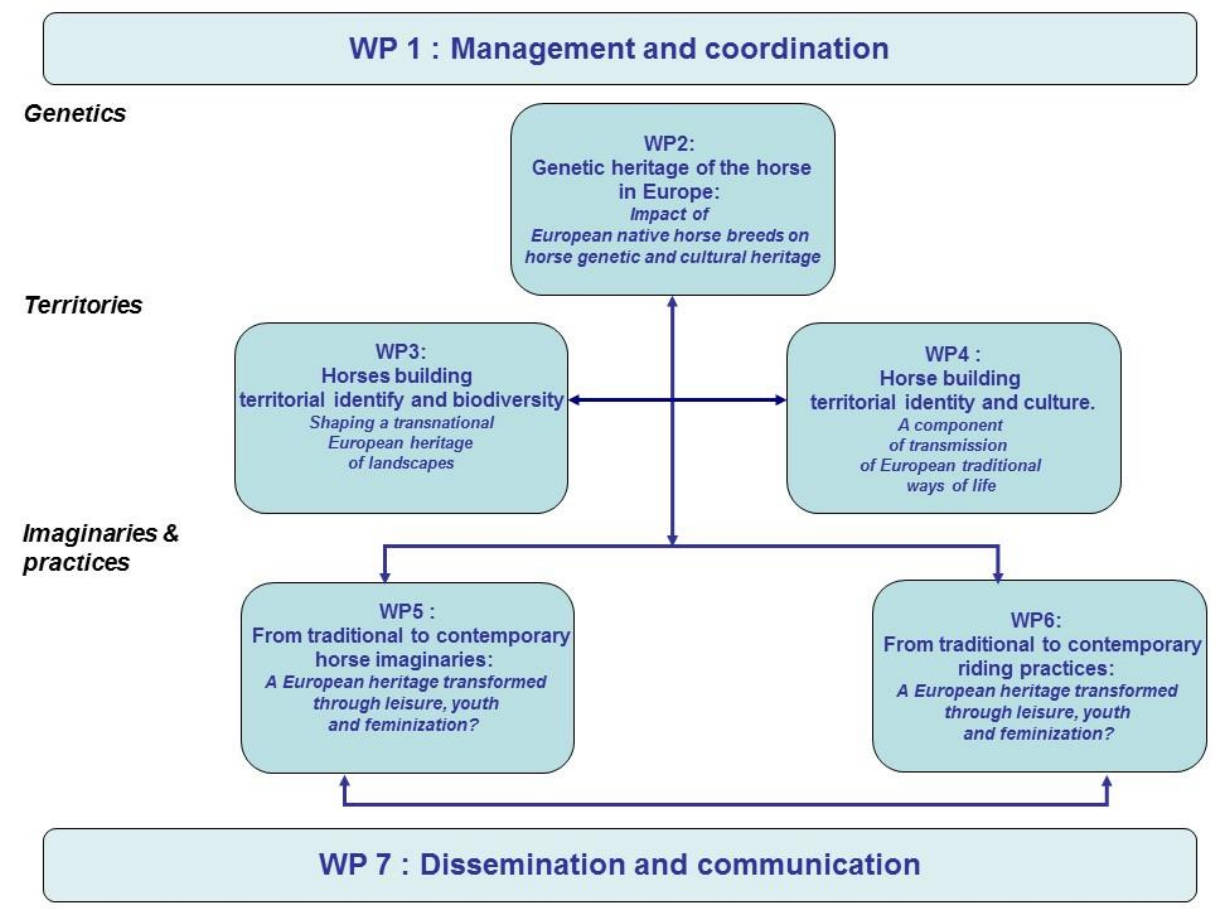 WP 1 : Management and coordination
Genetics
WP2:
Genetic heritage of the horse
in Europe:
Impact of
European native horse breeds on
horse genetic and cultural heritage
Territories
WP3:
Horses building
territorial identify and biodiversity
Shaping a transnational
European heritage
of landscapes
WP4 :
Horse building
territorial identity and culture.
A component
of transmission
of European traditional
ways of life
Imaginaries &
practices
WP5 :
From traditional to contemporary
horse imaginaries:
A European heritage transformed
through leisure, youth
and feminization?
WP6:
From traditional to contemporary
riding practices:
A European heritage transformed
through leisure, youth
and feminization?
WP 7 : Dissemination and communication